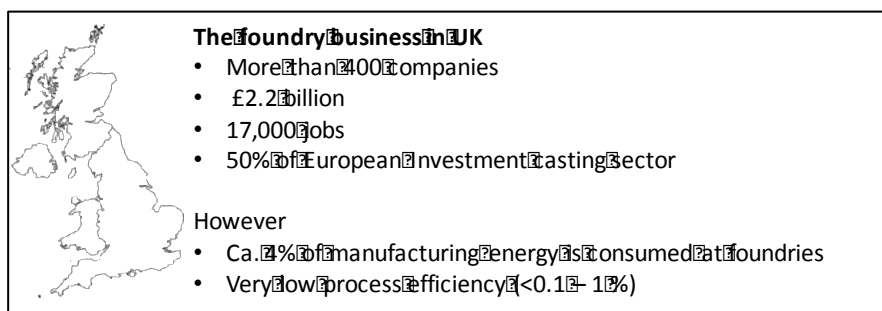 The foundry business in UK
• More than 400 companies
• £2.2 billion
• 17,000 jobs
• 50% of European Investment casting sector
However
• Ca. 4% of manufacturing energy is consumed at foundries
• Very low process efficiency (<0.1 – 1 %)